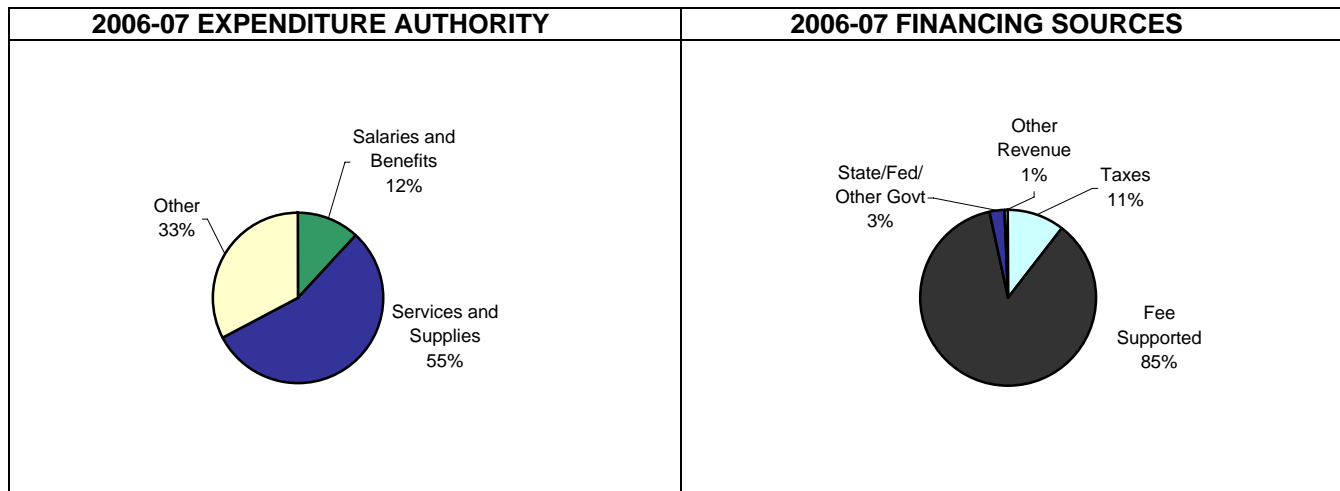 2006-07 EXPENDITURE AUTHORITY
2006-07 FINANCING SOURCES
Salaries and
Benefits
12%
Other
33%
Services and
Supplies
55%
Other
Revenue
1%
State/Fed/
Other Govt
3%
Taxes
11%
Fee
Supported
85%